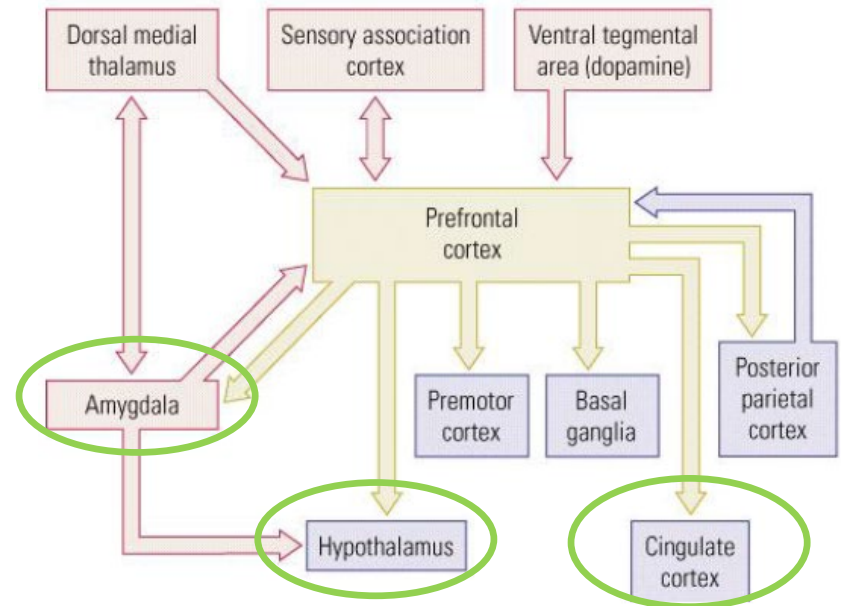 Dorsal medial
thalamus
Sensory association
cortex
Ventral tegmental
area (dopamine)
Prefrontal
cortex
Amygdala
Premotor
cortex
Basal
ganglia
Posterior
parietal
cortex
Hypothalamus
Cingulate
cortex